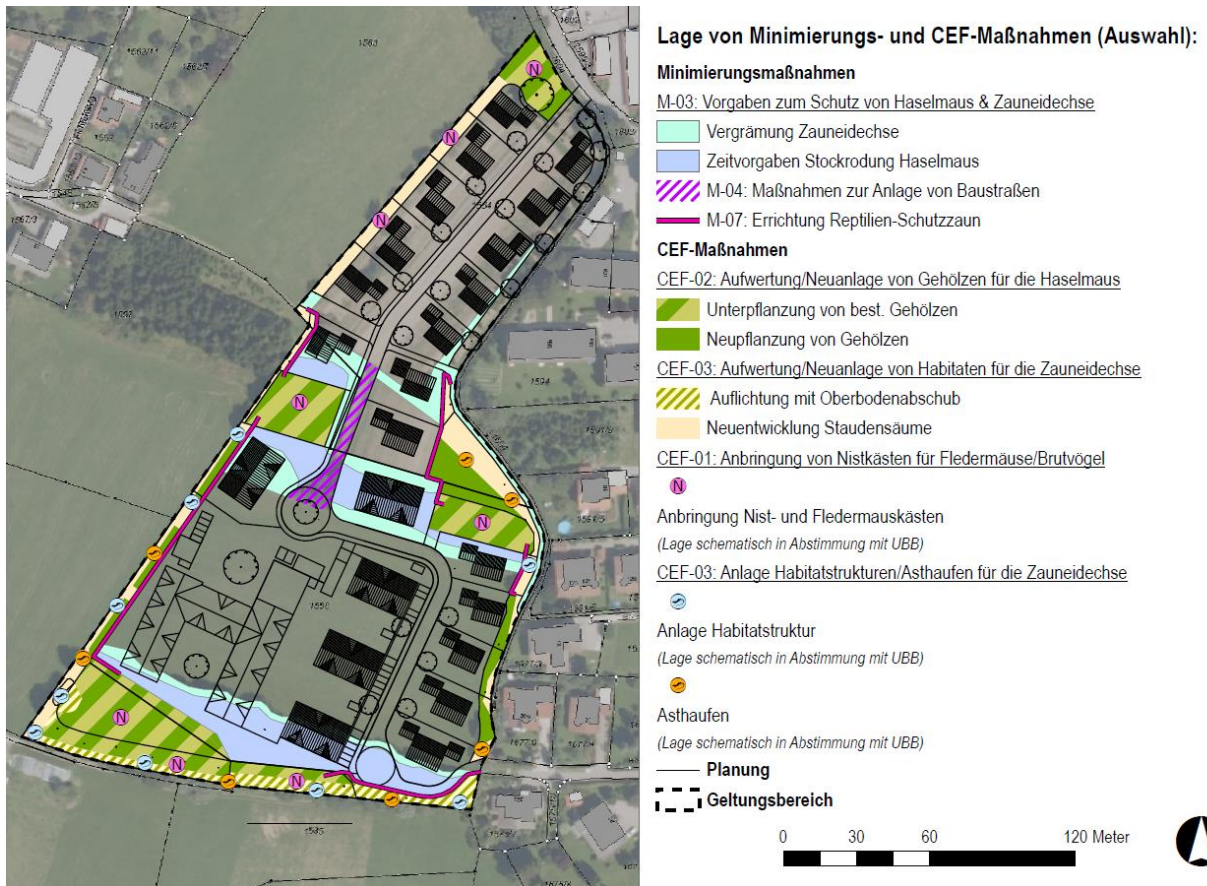 Lage von Minimierungs- und CEF-Maßnahmen (Auswahl):
Minimierungsmaßnahmen
M-03: Vorgaben zum Schutz von Haselmaus & Zauneidechse
Vergrämung Zauneidechse
Zeitvorgaben Stockrodung Haselmaus
M-04: Maßnahmen zur Anlage von Baustraßen
M-07: Errichtung Reptilien-Schutzzaun
CEF-Maßnahmen
CEF-02: Aufwertung/Neuanlage von Gehölzen für die Haselmaus
Unterpflanzung von best. Gehölzen
Neupflanzung von Gehölzen
CEF-03: Aufwertung/Neuanlage von Habitaten für die Zauneidechse
Auflichtung mit Oberbodenabschub
Neuentwicklung Staudensäume
CEF-01: Anbringung von Nistkästen für Fledermäuse/Brutvögel
N
Anbringung Nist- und Fledermauskästen
(Lage schematisch in Abstimmung mit UBB)
CEF-03: Anlage Habitatstrukturen/Asthaufen für die Zauneidechse
Anlage Habitatstruktur
(Lage schematisch in Abstimmung mit UBB)
Asthaufen
(Lage schematisch in Abstimmung mit UBB)
Planung
Geltungsbereich
0 30 60 120 Meter
1563
N
N
N
1594
N
N
N
N
N
1585